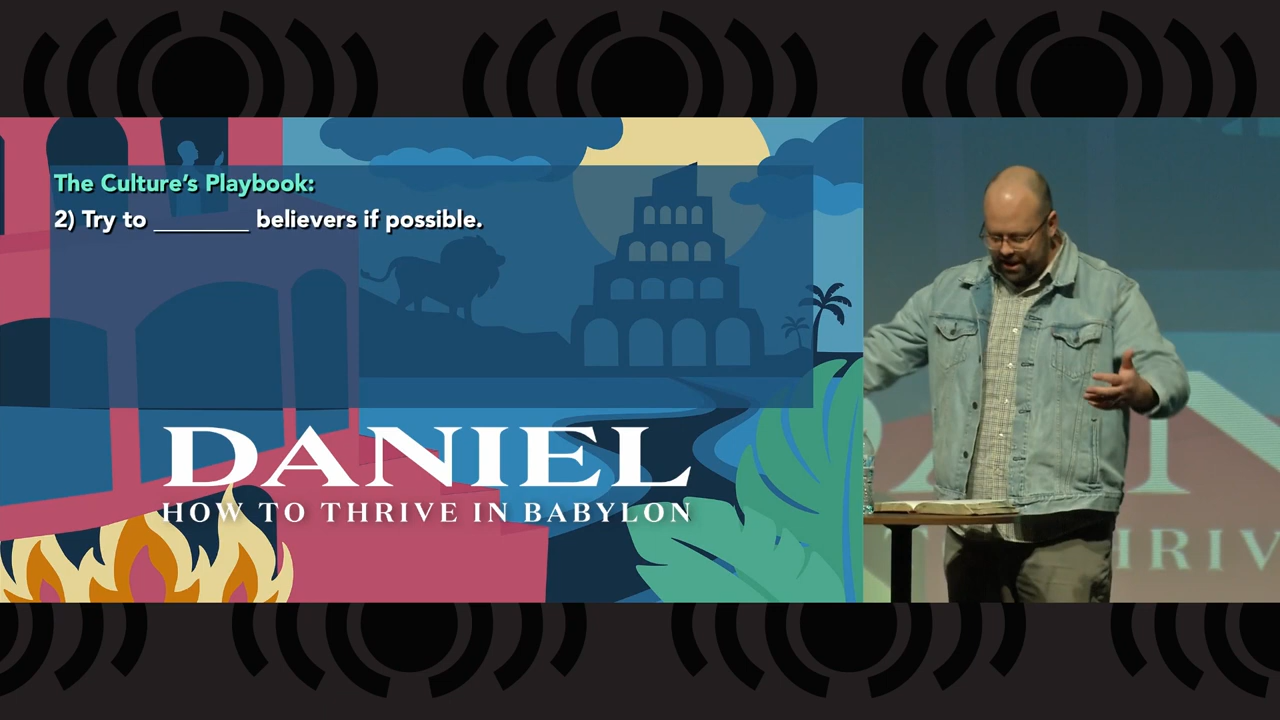 The Culture's Playbook:
2) Try to ________ believers if possible.
DANIEL
HOW TO THRIVE IN BABYLON